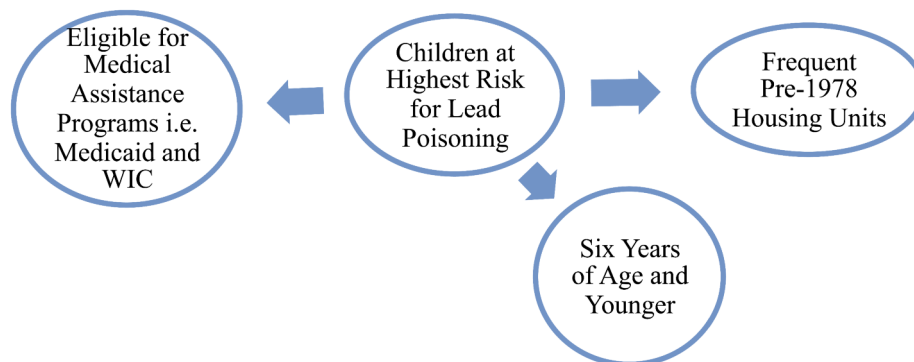 Eligible for
Medical
Assistance
Programs i.e.
Medicaid and
WIC
Children at
Highest Risk
for Lead
Poisoning
Frequent
Pre-1978
Housing Units
Six Years
of Age and
Younger